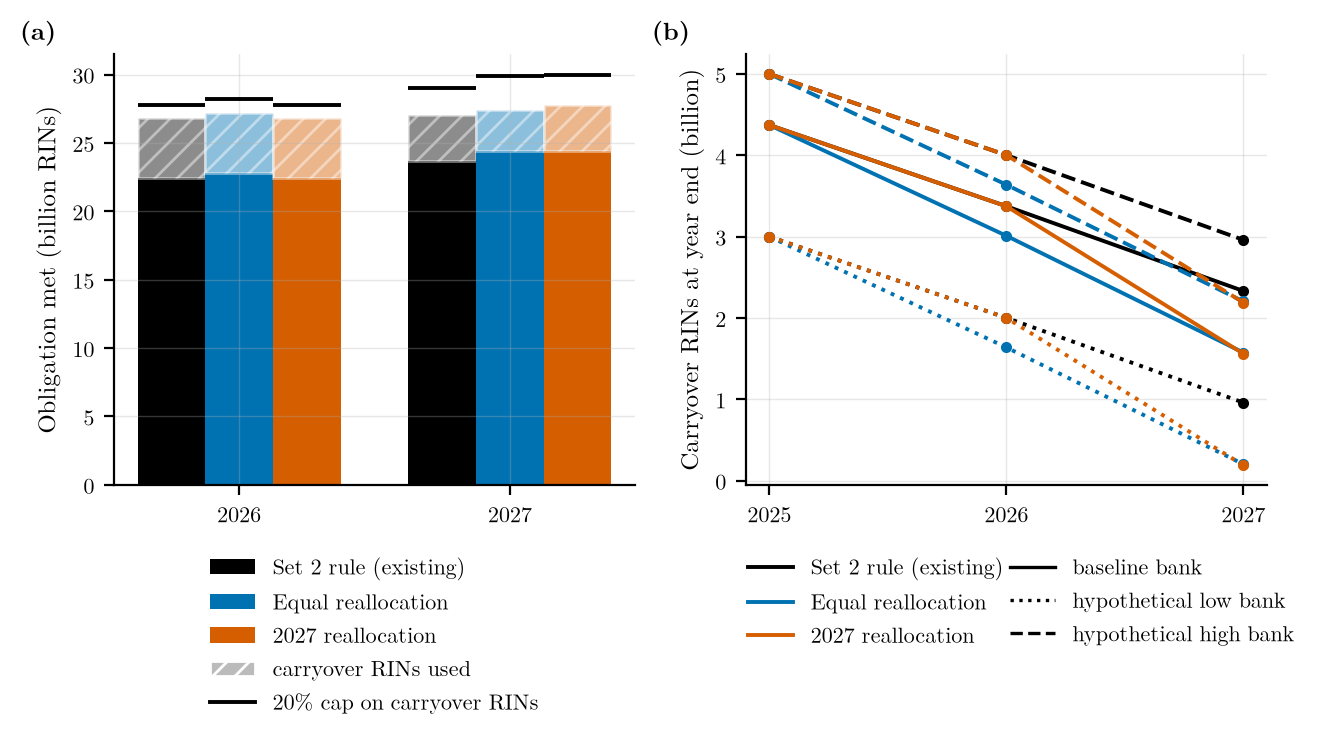 (a)
Obligation met (billion RINs)
30
25
20
15
10
5
0
2026
2027
Set 2 rule (existing)
Equal reallocation
2027 reallocation
carryover RINs used
20% cap on carryover RINs
(b)
Carryover RINs at year end (billion)
5
4
3
2
1
0
2025
2026
2027
Set 2 rule (existing)
Equal reallocation
2027 reallocation
baseline bank
hypothetical low bank
hypothetical high bank